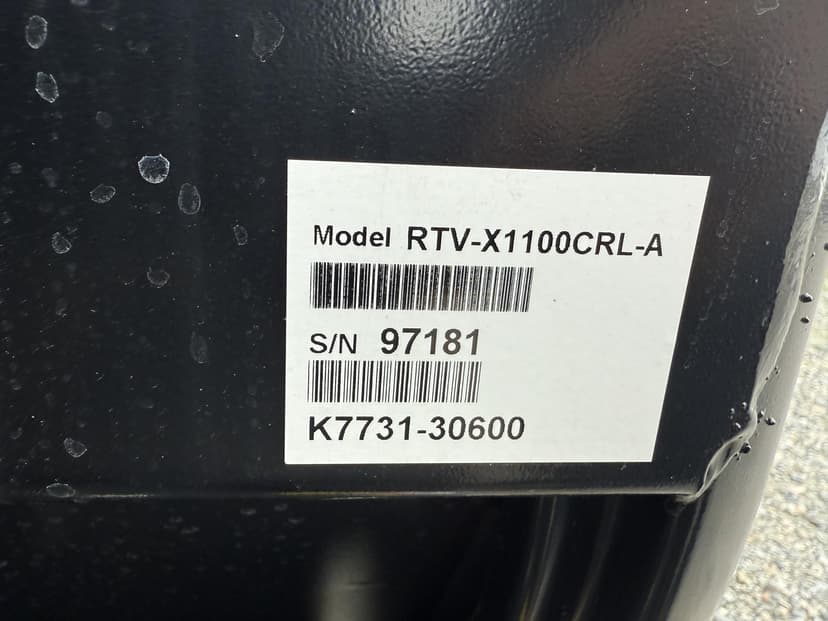 Model RTV-X1100CRL-A
S/N 97181
K7731-30600